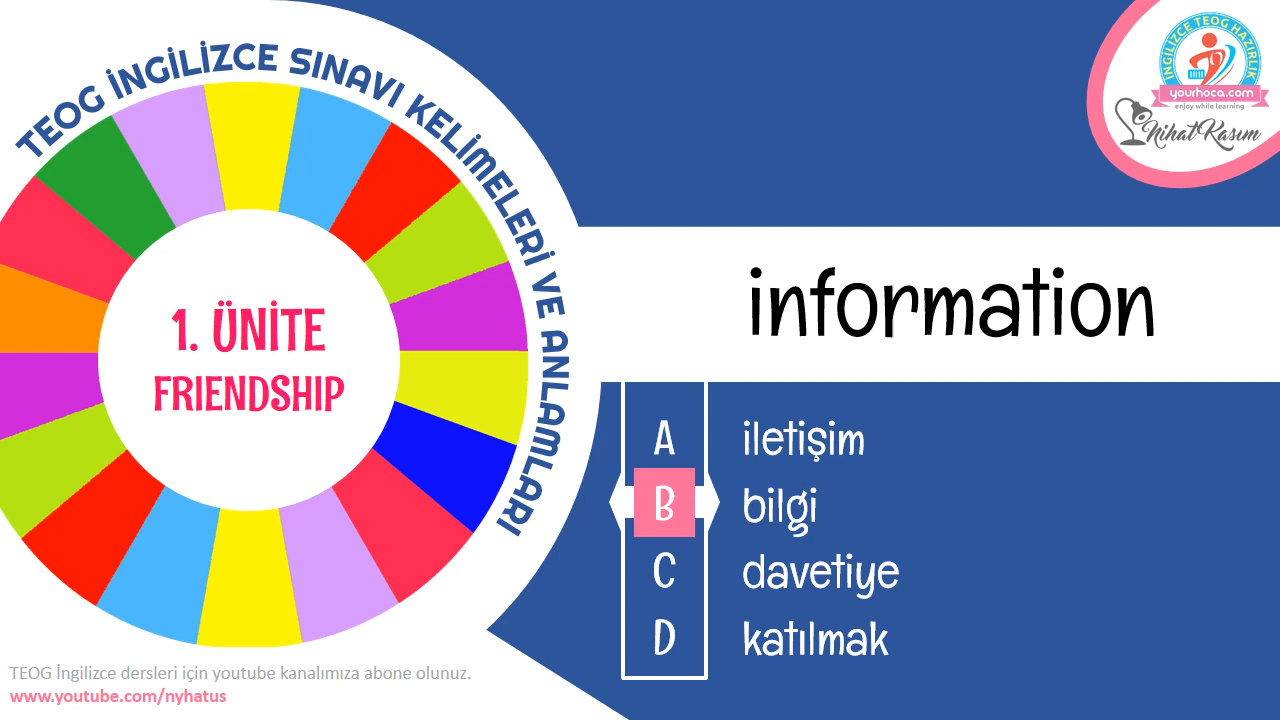 TEOG İNGİLİZCE SINAVI KELİMELERİ VE ANLAMLARI
İNGİLİZCE TEOG HAZIRLIK
yourhoca.com
enjoy while learning
Nihat Kasım
1. ÜNİTE
FRIENDSHIP
information
A iletişim
B bilgi
C davetiye
D katılmak
TEOG İngilizce dersleri için youtube kanalımıza abone olunuz.
www.youtube.com/nyhatus